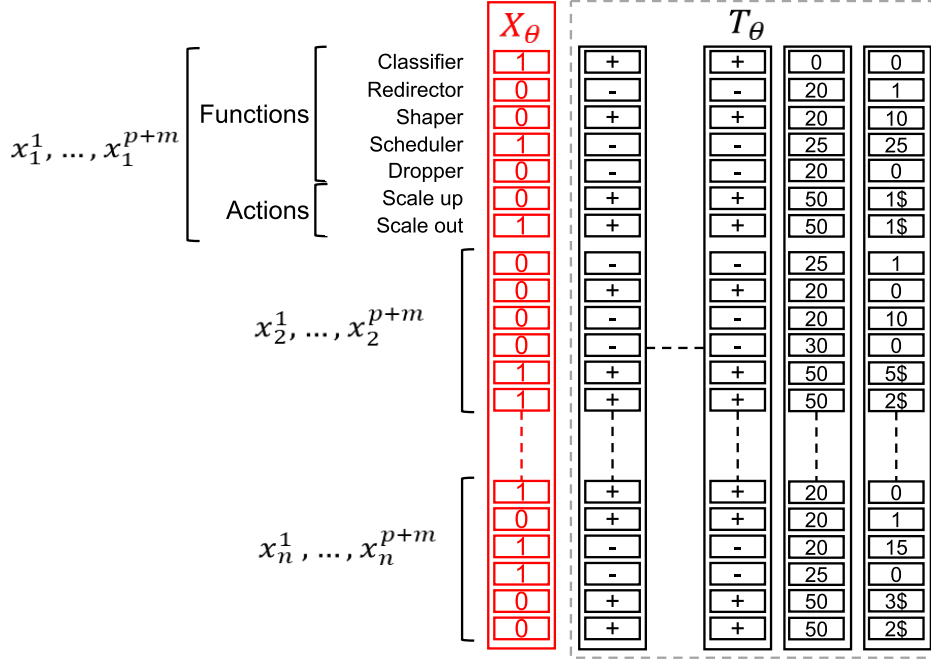 X_θ T_θ
Classifier 1 + + 0 0
Redirector 0 - - 20 1
Functions Shaper 0 + + 20 10
x_1^1, ... , x_1^{p+m} Scheduler 1 - - 25 25
Dropper 0 - - 20 0
Actions Scale up 0 + + 50 1$
Scale out 1 + + 50 1$
0 - - 25 1
0 + + 20 0
x_2^1, ... , x_2^{p+m} 0 - - 20 10
0 - - 30 0
1 + + 50 5$
1 + + 50 2$
1 + + 20 0
0 + + 20 1
x_n^1, ... , x_n^{p+m} 1 - - 20 15
1 - - 25 0
0 + + 50 3$
0 + + 50 2$